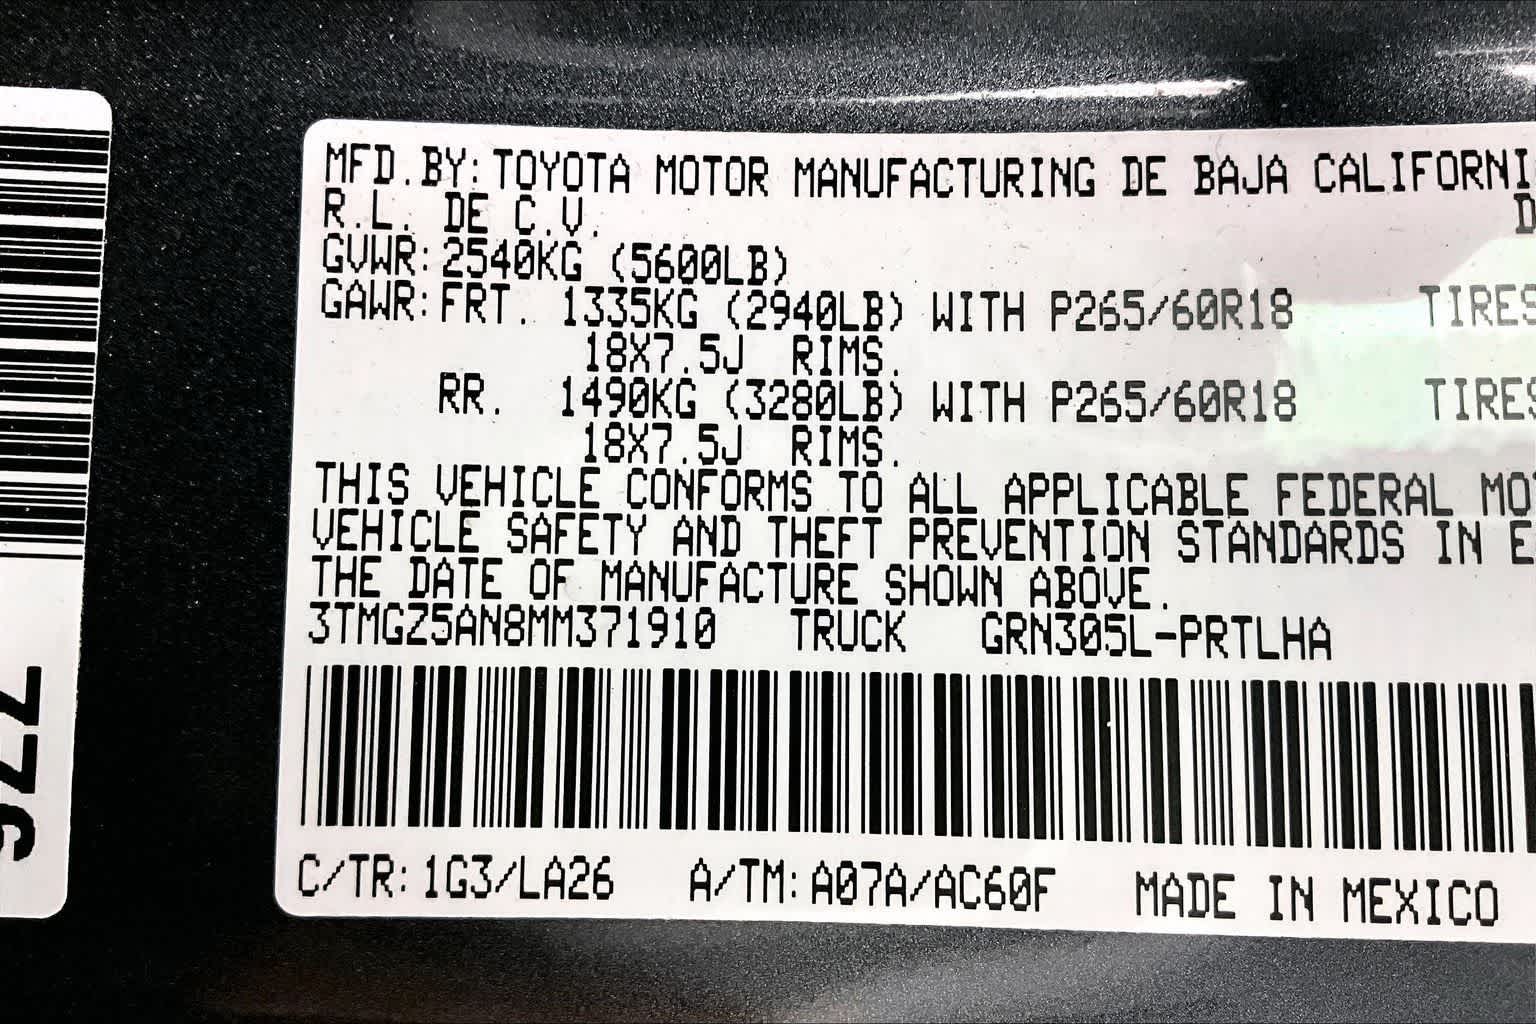 MFD.BY: TOYOTA MOTOR MANUFACTURING DE BAJA CALIFORNI
R.L. DE C.V. D
GVWR: 2540KG (5600LB)
GAWR: FRT. 1335KG (2940LB) WITH P265/60R18 TIRES
18X7.5J RIMS.
RR. 1490KG (3280LB) WITH P265/60R18 TIRES
18X7.5J RIMS.
THIS VEHICLE CONFORMS TO ALL APPLICABLE FEDERAL MOT
VEHICLE SAFETY AND THEFT PREVENTION STANDARDS IN E
THE DATE OF MANUFACTURE SHOWN ABOVE.
3TMGZ5AN8MM371910 TRUCK GRN305L-PRTLHA
C/TR: 1G3/LA26 A/TM: A07A/AC60F MADE IN MEXICO